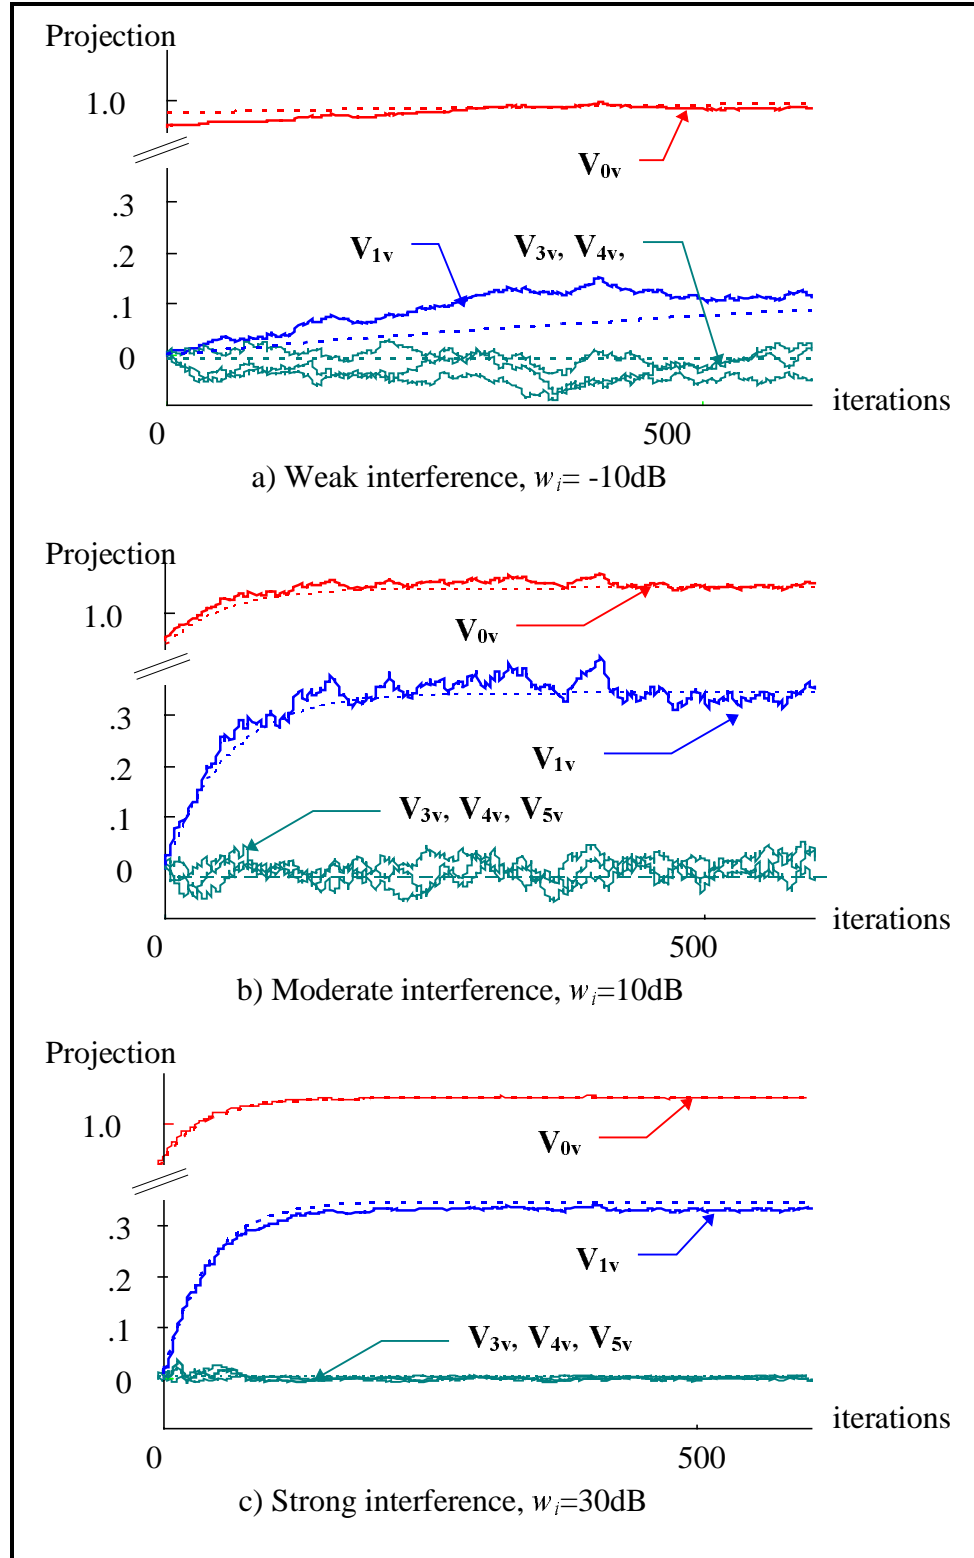 Projection
1.0
V0v
.3
V1v
V3v, V4v,
.2
.1
0
iterations
0
500
a) Weak interference, wi= -10dB
Projection
1.0
V0v
.3
V1v
.2
V3v, V4v, V5v
.1
0
iterations
0
500
b) Moderate interference, wi=10dB
Projection
1.0
V0v
.3
V1v
.2
.1
V3v, V4v, V5v
0
iterations
0
500
c) Strong interference, wi=30dB